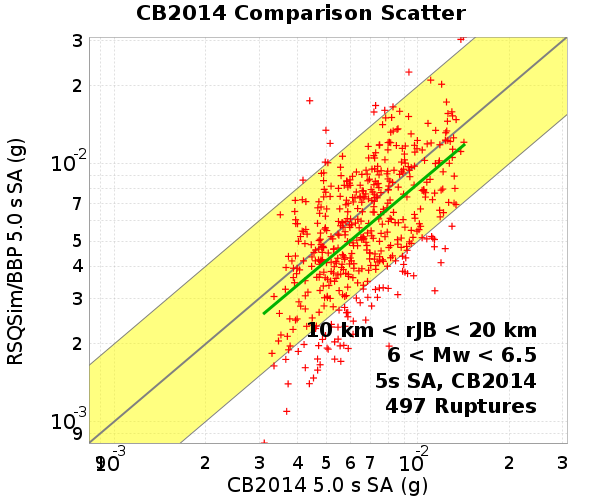 CB2014 Comparison Scatter
RSQSim/BBP 5.0 s SA (g)
3
2
10-2
7
5
4
3
2
10-3
9
10 km < rJB < 20 km
6 < Mw < 6.5
5s SA, CB2014
497 Ruptures
9 10-3 2 3 4 5 6 7 10-2 2 3
CB2014 5.0 s SA (g)